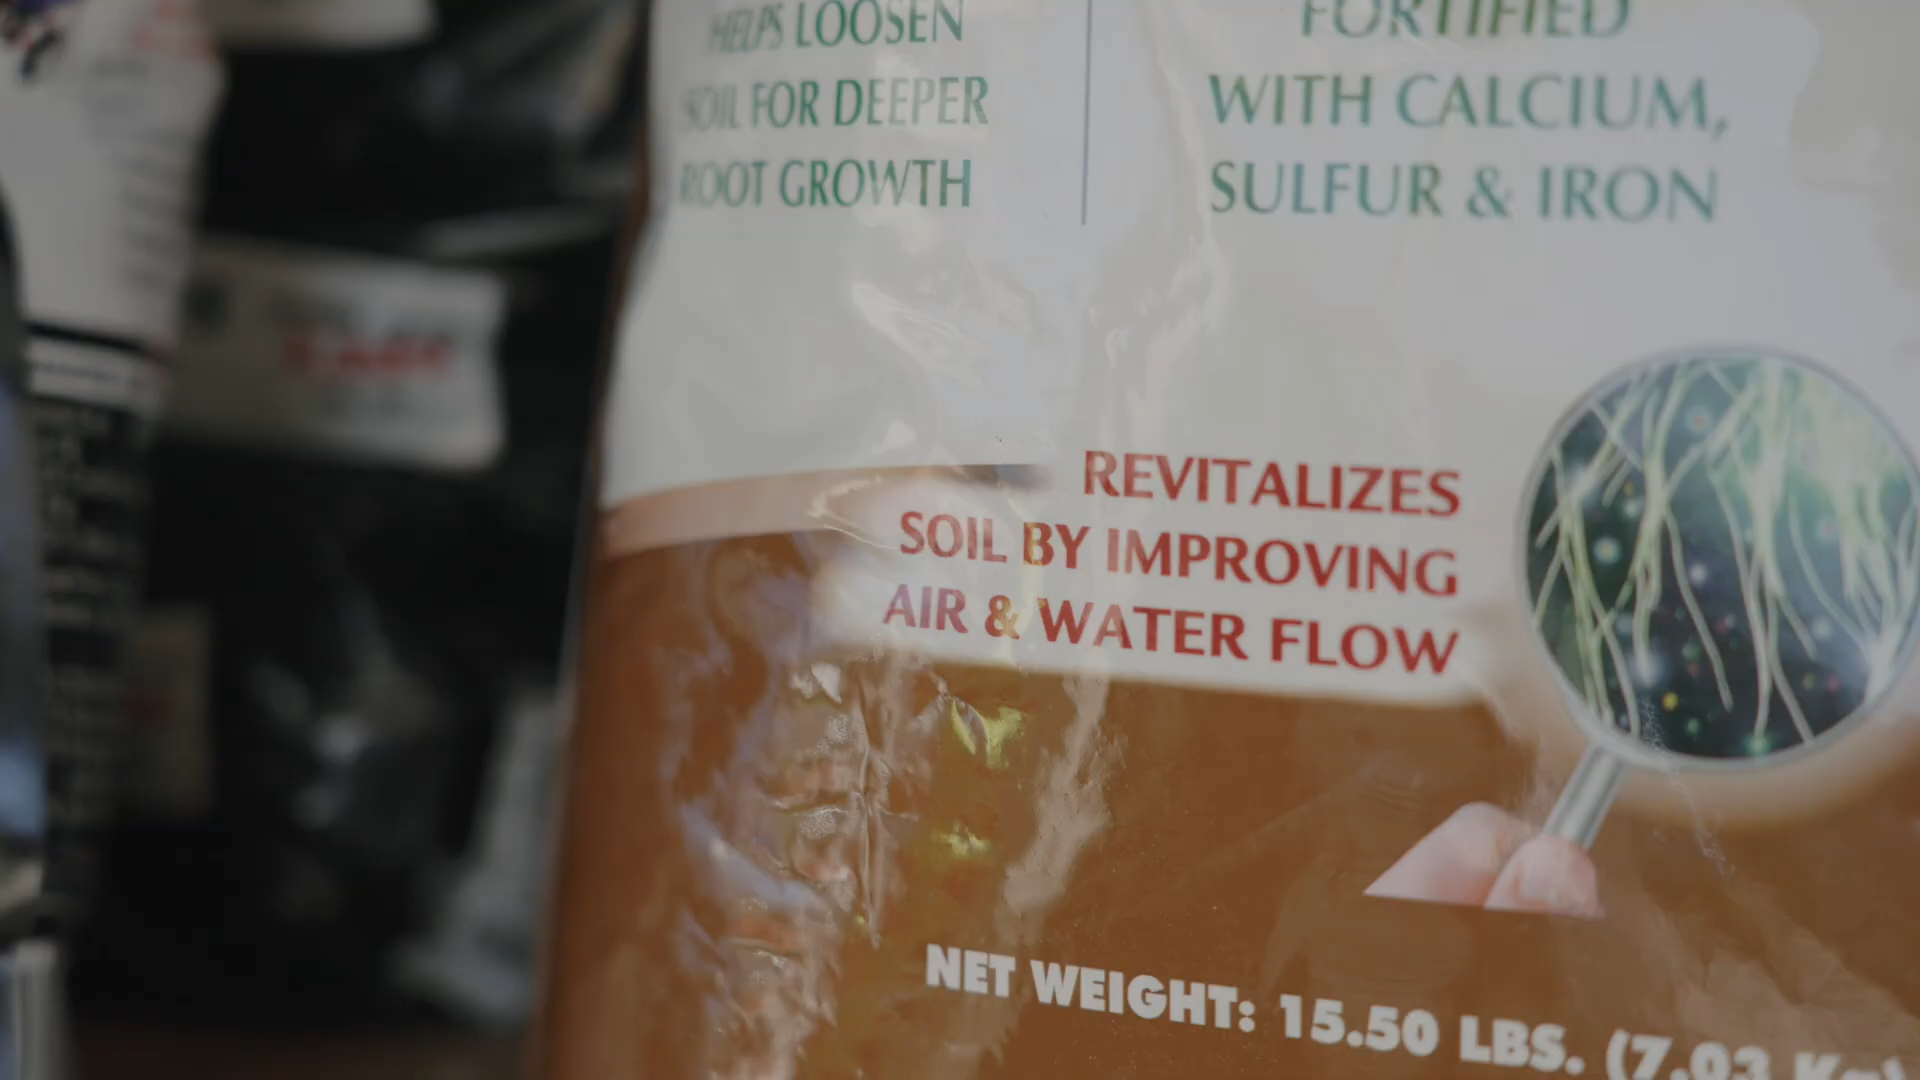 HELPS LOOSEN
SOIL FOR DEEPER
ROOT GROWTH
FORTIFIED
WITH CALCIUM,
SULFUR & IRON
REVITALIZES
SOIL BY IMPROVING
AIR & WATER FLOW
NET WEIGHT: 15.50 LBS. (7.03 Kg)